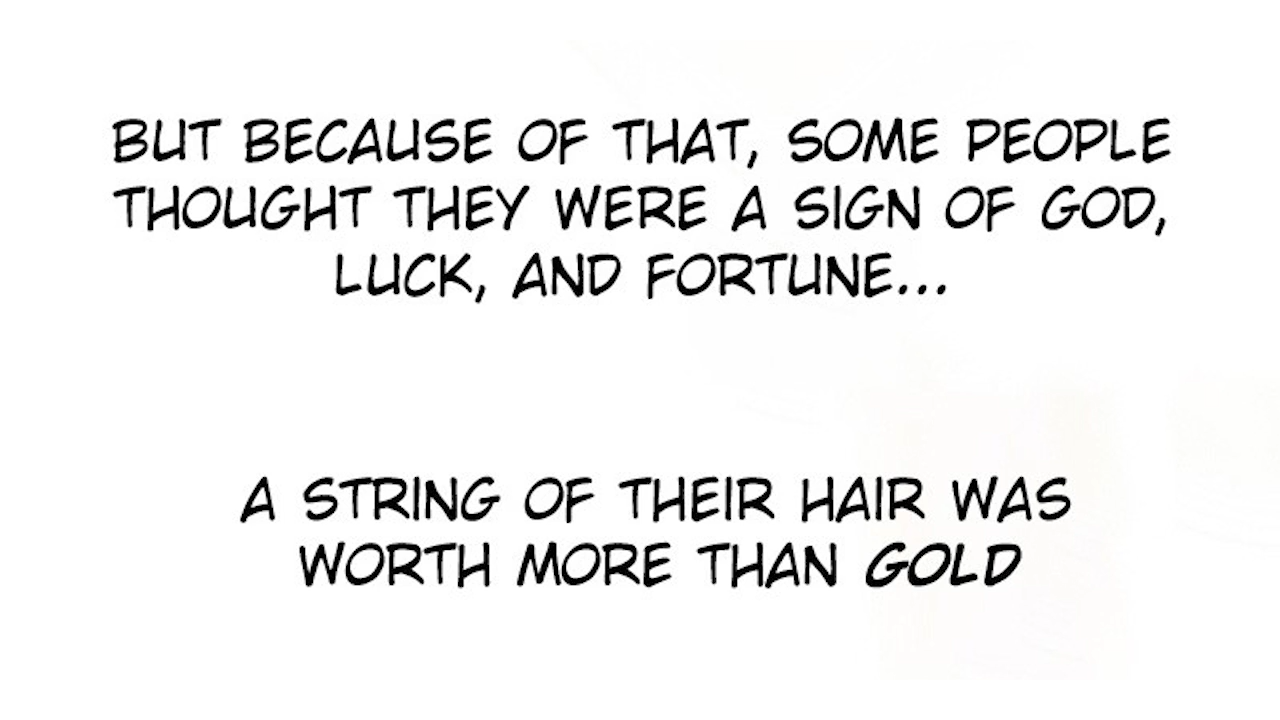 BUT BECAUSE OF THAT, SOME PEOPLE
THOUGHT THEY WERE A SIGN OF GOD,
LUCK, AND FORTUNE...
A STRING OF THEIR HAIR WAS
WORTH MORE THAN GOLD